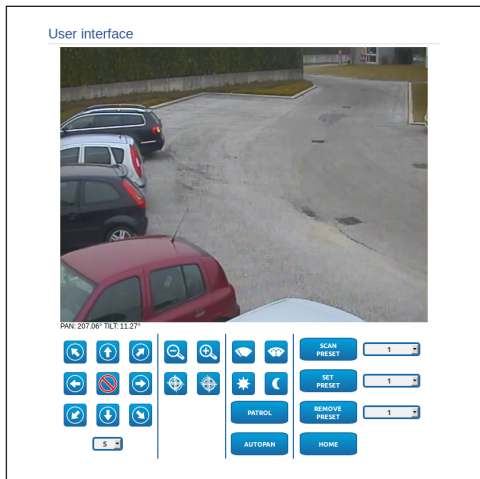 User interface
PAN: 207.06° TILT: 11.27°
SCAN
PRESET
1
SET
PRESET
1
PATROL
REMOVE
PRESET
1
5
AUTOPAN
HOME